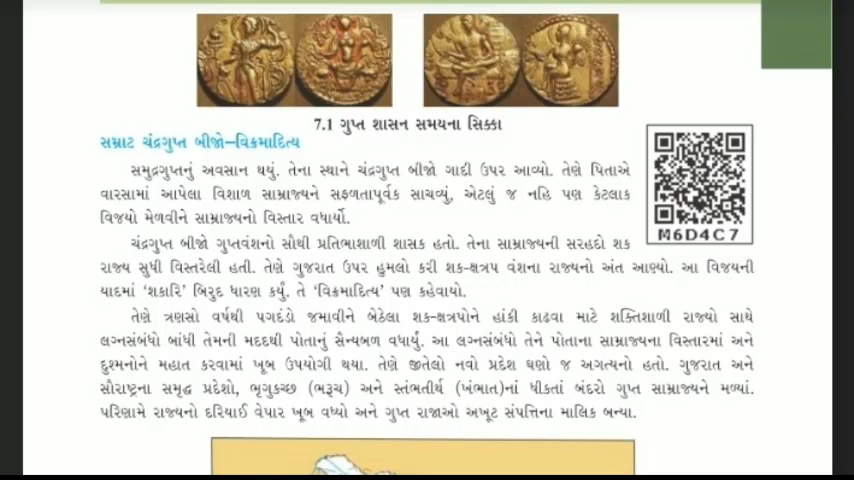 7.1 ગુપ્ત શાસન સમયના સિક્કા
સમ્રાટ ચંદ્રગુપ્ત બીજો–વિક્રમાદિત્ય
સમુદ્રગુપ્તનું અવસાન થયું. તેના સ્થાને ચંદ્રગુપ્ત બીજો ગાદી ઉપર આવ્યો. તેણે પિતાએ
વારસામાં આપેલા વિશાળ સામ્રાજ્યને સફળતાપૂર્વક સાચવ્યું, એટલું જ નહિ પણ કેટલાક
વિજયો મેળવીને સામ્રાજ્યનો વિસ્તાર વધાર્યો.
M6D4C7
ચંદ્રગુપ્ત બીજો ગુપ્તવંશનો સૌથી પ્રતિભાશાળી શાસક હતો. તેના સામ્રાજ્યની સરહદો શક
રાજ્ય સુધી વિસ્તરેલી હતી. તેણે ગુજરાત ઉપર હુમલો કરી શક-ક્ષત્રપ વંશના રાજ્યનો અંત આણ્યો. આ વિજયની
યાદમાં ‘શકારિ’ બિરુદ ધારણ કર્યું. તે ‘વિક્રમાદિત્ય’ પણ કહેવાયો.
તેણે ત્રણસો વર્ષથી પગદંડો જમાવીને બેઠેલા શક-ક્ષત્રપોને હાંકી કાઢવા માટે શક્તિશાળી રાજ્યો સાથે
લગ્નસંબંધો બાંધી તેમની મદદથી પોતાનું સૈન્યબળ વધાર્યું. આ લગ્નસંબંધો તેને પોતાના સામ્રાજ્યના વિસ્તારમાં અને
દુશ્મનોને મહાત કરવામાં ખૂબ ઉપયોગી થયા. તેણે જીતેલો નવો પ્રદેશ ઘણો જ અગત્યનો હતો. ગુજરાત અને
સૌરાષ્ટ્રના સમૃદ્ધ પ્રદેશો, ભૃગુકચ્છ (ભરૂચ) અને સ્તંભતીર્થ (ખંભાત)નાં ધીકતાં બંદરો ગુપ્ત સામ્રાજ્યને મળ્યાં.
પરિણામે રાજ્યનો દરિયાઈ વેપાર ખૂબ વધ્યો અને ગુપ્ત રાજાઓ અખૂટ સંપત્તિના માલિક બન્યા.